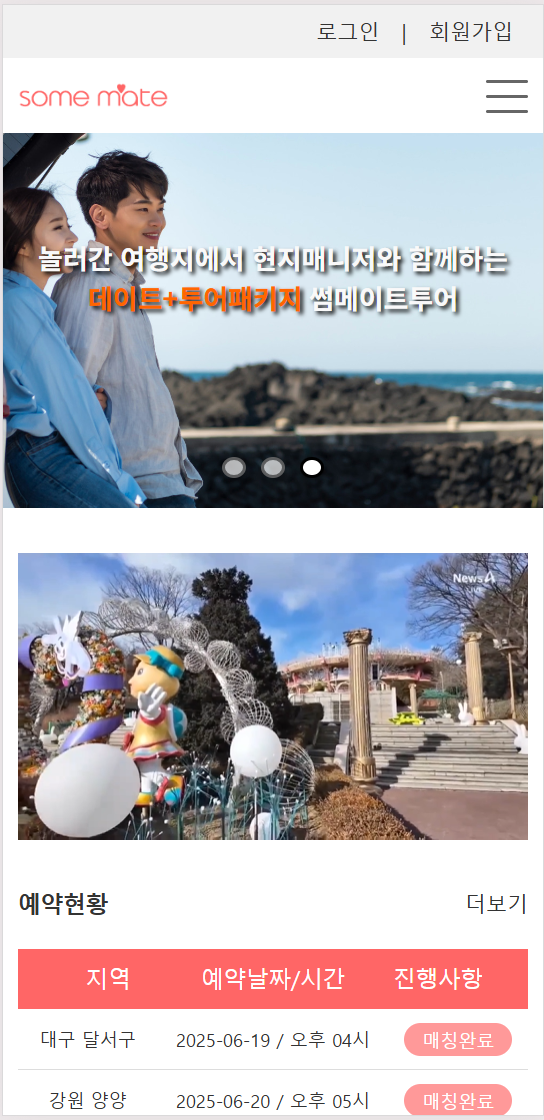 로그인 | 회원가입
some mate
놀러간 여행지에서 현지매니저와 함께하는
데이트+투어패키지 썸메이트투어
News A
예약현황 더보기
지역 예약날짜/시간 진행사항
대구 달서구 2025-06-19 / 오후 04시 매칭완료
강원 양양 2025-06-20 / 오후 05시 매칭완료